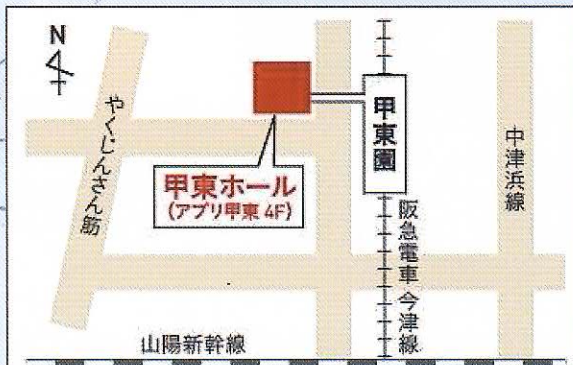 N
やくじんさん筋
甲東ホール
(アプリ甲東 4F)
甲東園
中津浜線
阪急電車 今津線
山陽新幹線